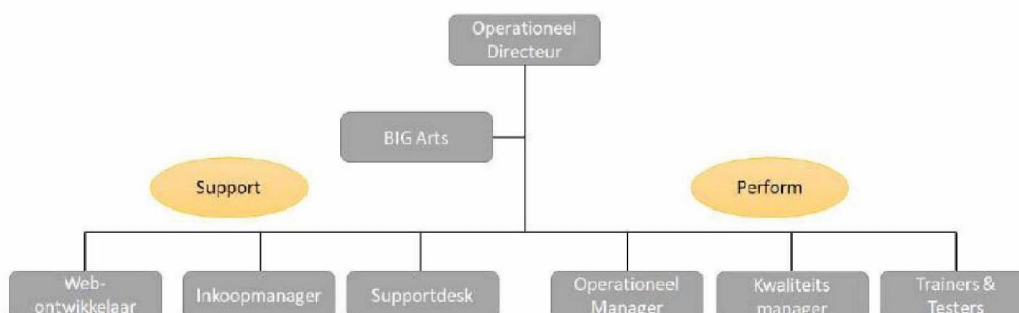 Operationeel
Directeur
BIG Arts
Support
Perform
Web-
ontwikkelaar
Inkoopmanager
Supportdesk
Operationeel
Manager
Kwaliteits
manager
Trainers &
Testers